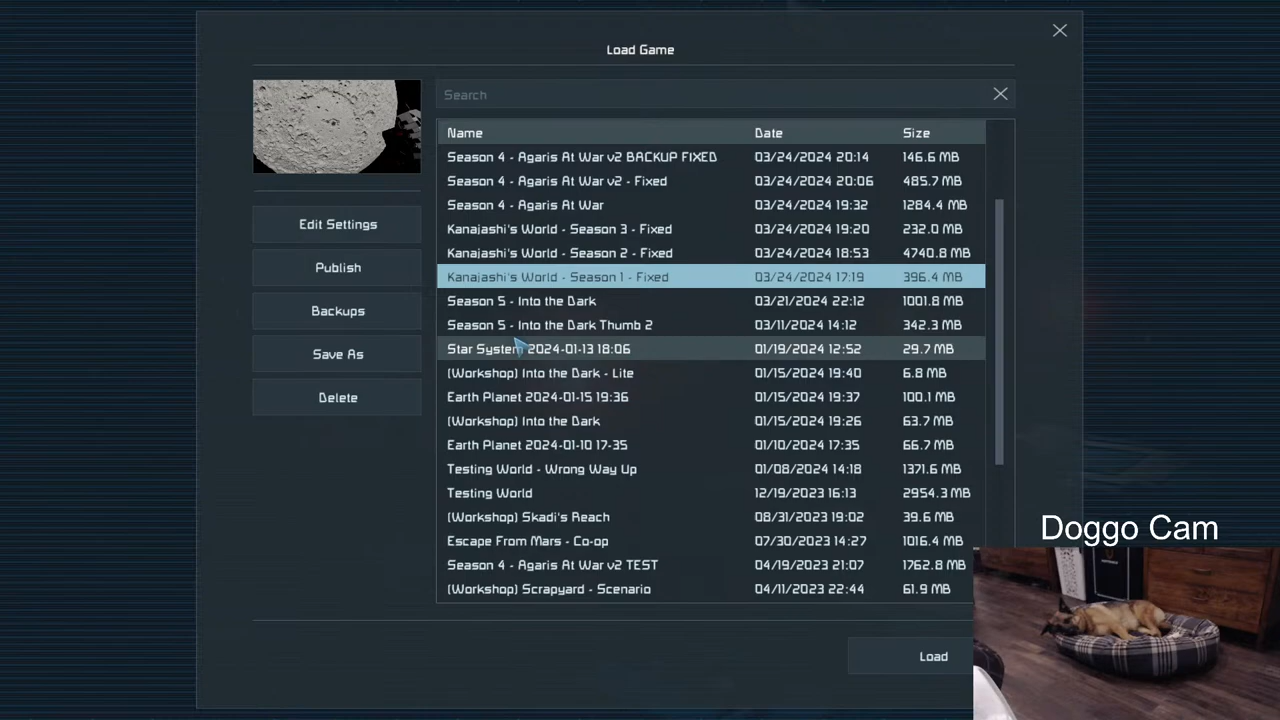 Load Game
Search
Name Date Size
Season 4 - Agaris At War v2 BACKUP FIXED 03/24/2024 20:14 146.6 MB
Season 4 - Agaris At War v2 - Fixed 03/24/2024 20:06 485.7 MB
Season 4 - Agaris At War 03/24/2024 19:32 1284.4 MB
Kanajashi's World - Season 3 - Fixed 03/24/2024 19:20 232.0 MB
Kanajashi's World - Season 2 - Fixed 03/24/2024 18:53 4740.8 MB
Kanajashi's World - Season 1 - Fixed 03/24/2024 17:19 396.4 MB
Season 5 - Into the Dark 03/21/2024 22:12 1001.8 MB
Season 5 - Into the Dark Thumb 2 03/11/2024 14:12 342.3 MB
Star System 2024-01-13 18:06 01/19/2024 12:52 29.7 MB
(Workshop) Into the Dark - Lite 01/15/2024 19:40 6.8 MB
Earth Planet 2024-01-15 19:36 01/15/2024 19:37 100.1 MB
(Workshop) Into the Dark 01/15/2024 19:26 63.7 MB
Earth Planet 2024-01-10 17-35 01/10/2024 17:35 66.7 MB
Testing World - Wrong Way Up 01/08/2024 14:18 1371.6 MB
Testing World 12/19/2023 16:13 2954.3 MB
(Workshop) Skadi's Reach 08/31/2023 19:02 39.6 MB
Escape From Mars - Co-op 07/30/2023 14:27 1016.4 MB
Season 4 - Agaris At War v2 TEST 04/19/2023 21:07 1762.8 MB
(Workshop) Scrapyard - Scenario 04/11/2023 22:44 61.9 MB
Edit Settings
Publish
Backups
Save As
Delete
Load
Doggo Cam